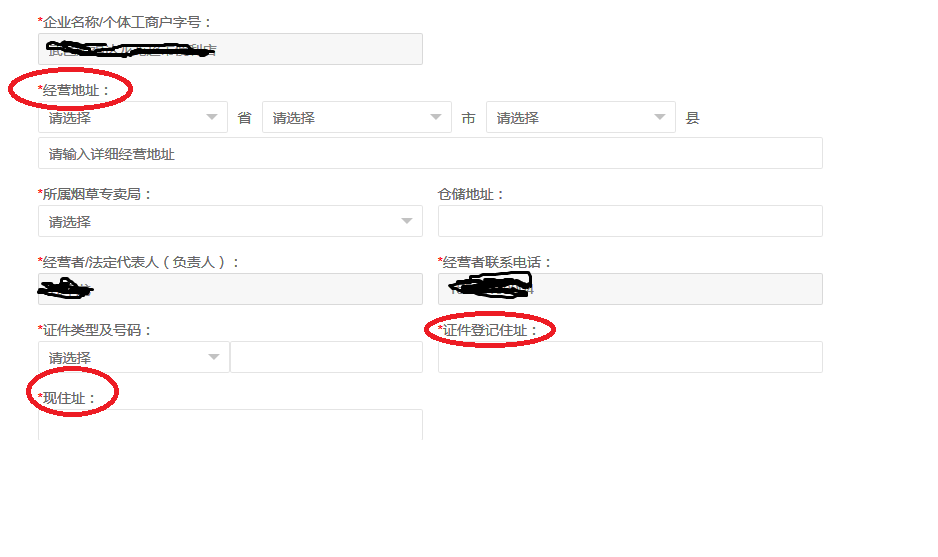 *企业名称/个体工商户字号：
*经营地址：
请选择 省 请选择 市 请选择 县
请输入详细经营地址
*所属烟草专卖局： 仓储地址：
请选择
*经营者/法定代表人（负责人）： *经营者联系电话：
*证件类型及号码： *证件登记住址：
请选择
*现住址：